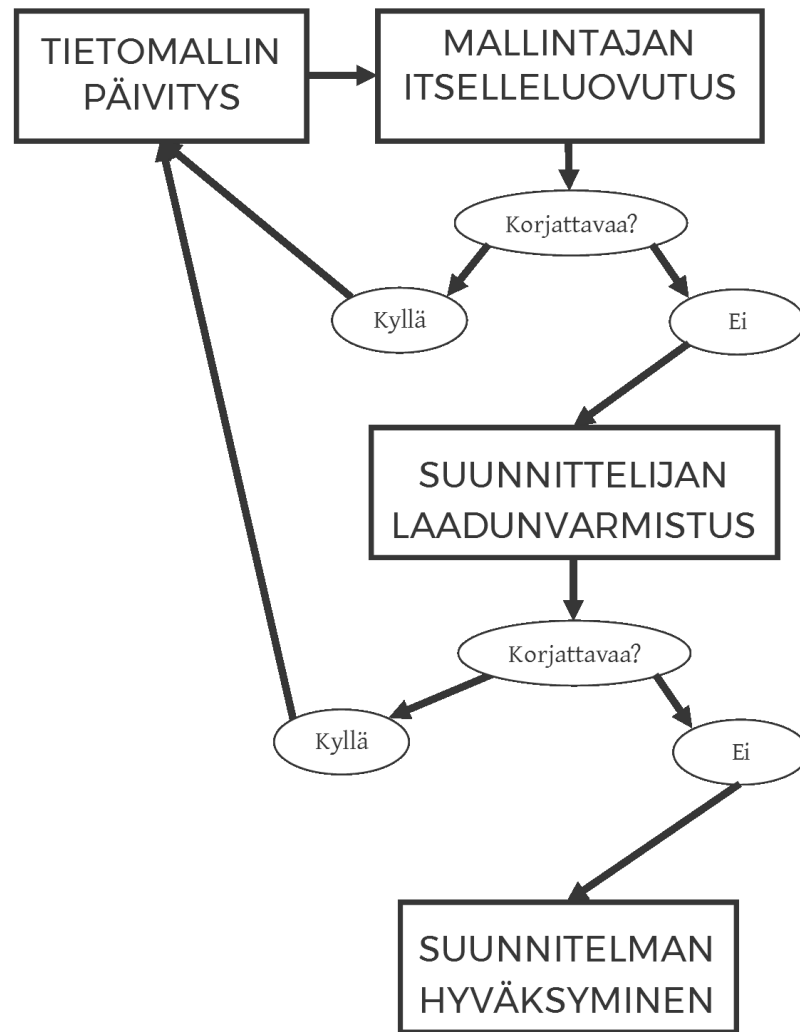 TIETOMALLIN
PÄIVITYS
MALLINTAJAN
ITSELLELUOVUTUS
Korjattavaa?
Kyllä
Ei
SUUNNITTELIJAN
LAADUNVARMISTUS
Korjattavaa?
Kyllä
Ei
SUUNNITELMAN
HYVÄKSYMINEN